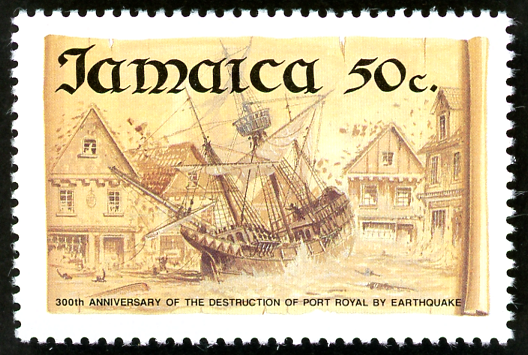 Jamaica 50c.
300th ANNIVERSARY OF THE DESTRUCTION OF PORT ROYAL BY EARTHQUAKE